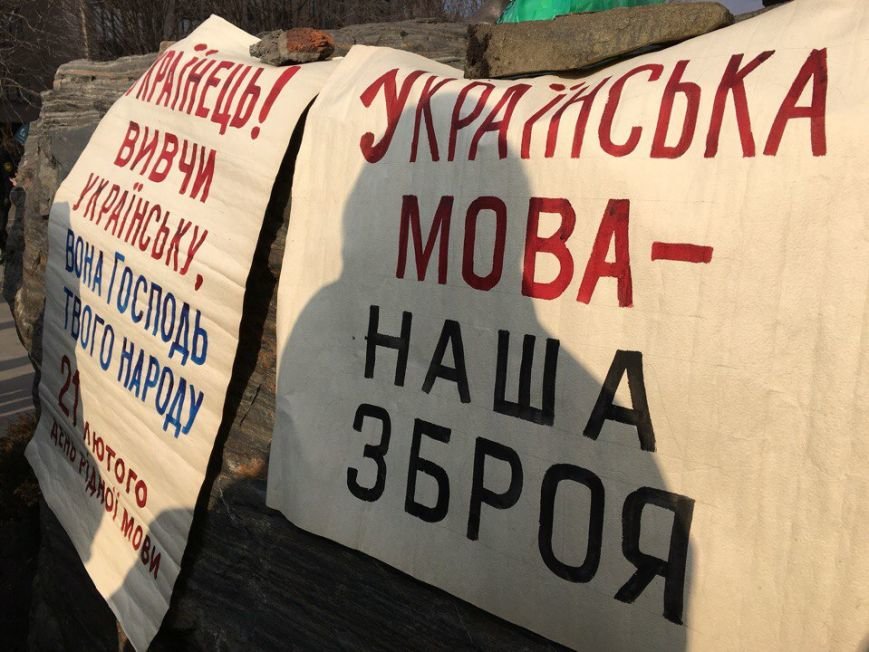 УКРАЇНЕЦЬ!
ВИВЧИ
УКРАЇНСЬКУ,
ВОНА ГОСПОДЬ
ТВОГО НАРОДУ
21 ЛЮТОГО
ДЕНЬ РІДНОЇ МОВИ
УКРАЇНСЬКА
МОВА–
НАША
ЗБРОЯ